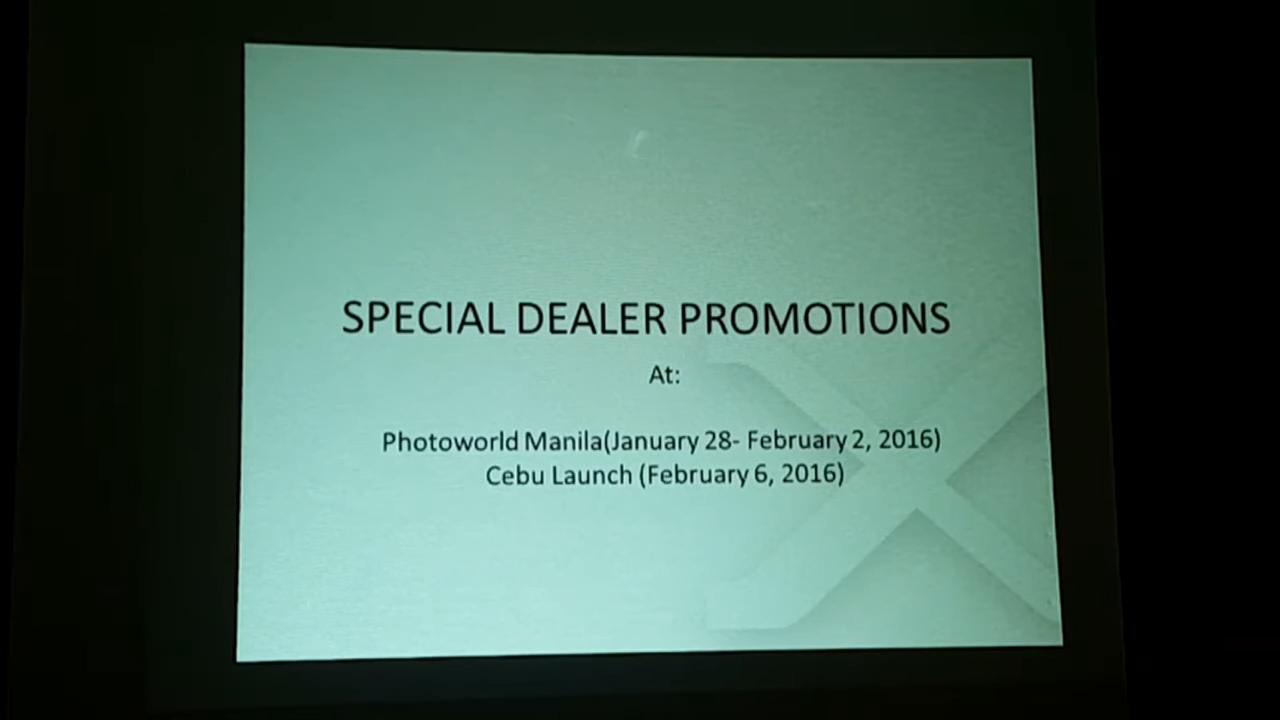 SPECIAL DEALER PROMOTIONS
At:
Photoworld Manila(January 28- February 2, 2016)
Cebu Launch (February 6, 2016)